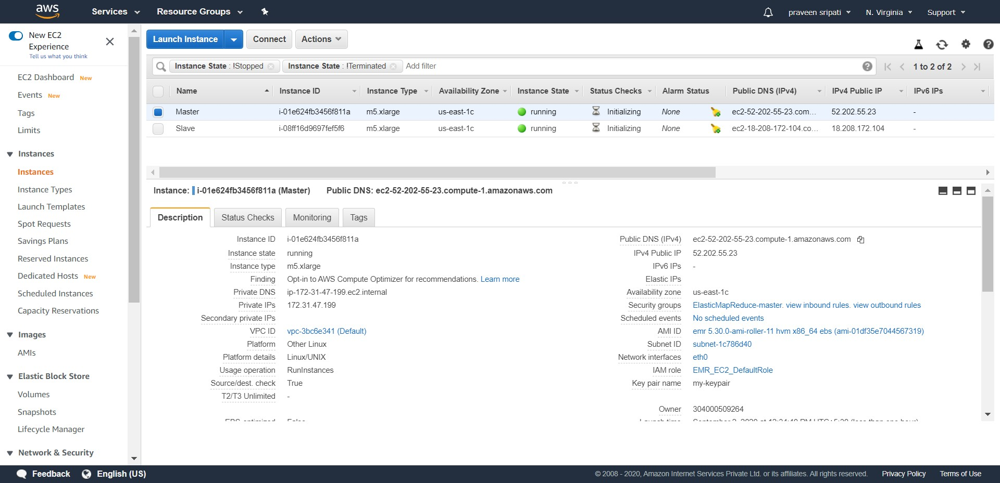 aws Services Resource Groups praveen sripati N. Virginia Support
New EC2 Experience
Tell us what you think
EC2 Dashboard New
Events New
Tags
Limits
Instances
Instances
Instance Types
Launch Templates
Spot Requests
Savings Plans
Reserved Instances
Dedicated Hosts New
Scheduled Instances
Capacity Reservations
Images
AMIs
Elastic Block Store
Volumes
Snapshots
Lifecycle Manager
Network & Security
Launch Instance Connect Actions
Instance State : !Stopped Instance State : !Terminated Add filter 1 to 2 of 2
Name Instance ID Instance Type Availability Zone Instance State Status Checks Alarm Status Public DNS (IPv4) IPv4 Public IP IPv6 IPs
Master i-01e624fb3456f811a m5.xlarge us-east-1c running Initializing None ec2-52-202-55-23.com... 52.202.55.23 -
Slave i-08ff16d9697fef5f6 m5.xlarge us-east-1c running Initializing None ec2-18-208-172-104.co... 18.208.172.104 -
Instance: i-01e624fb3456f811a (Master) Public DNS: ec2-52-202-55-23.compute-1.amazonaws.com
Description Status Checks Monitoring Tags
Instance ID i-01e624fb3456f811a
Instance state running
Instance type m5.xlarge
Finding Opt-in to AWS Compute Optimizer for recommendations. Learn more
Private DNS ip-172-31-47-199.ec2.internal
Private IPs 172.31.47.199
Secondary private IPs
VPC ID vpc-3bc6e341 (Default)
Platform Other Linux
Platform details Linux/UNIX
Usage operation RunInstances
Source/dest. check True
T2/T3 Unlimited -
EBS-optimized False
Public DNS (IPv4) ec2-52-202-55-23.compute-1.amazonaws.com
IPv4 Public IP 52.202.55.23
IPv6 IPs -
Elastic IPs
Availability zone us-east-1c
Security groups ElasticMapReduce-master. view inbound rules. view outbound rules
Scheduled events No scheduled events
AMI ID emr 5.30.0-ami-roller-11 hvm x86_64 ebs (ami-01df35e7044567319)
Subnet ID subnet-1c786d40
Network interfaces eth0
IAM role EMR_EC2_DefaultRole
Key pair name my-keypair
Owner 304000509264
Launch time
Feedback English (US) © 2008 - 2020, Amazon Internet Services Private Ltd. or its affiliates. All rights reserved. Privacy Policy Terms of Use